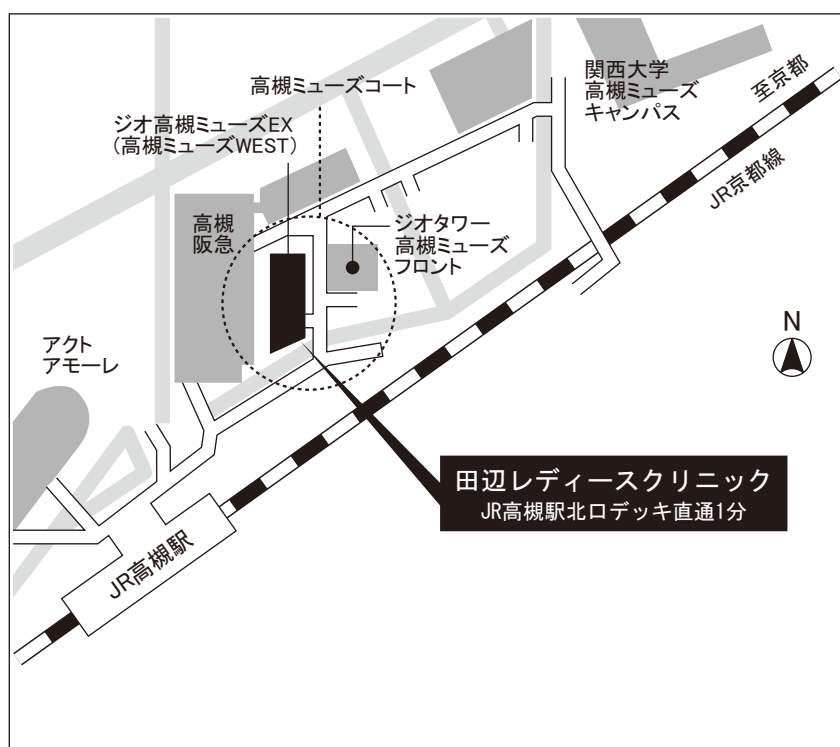 高槻ミューズコート
関西大学
高槻ミューズ
キャンパス
至京都
JR京都線
ジオ高槻ミューズEX
(高槻ミューズWEST)
高槻
阪急
ジオタワー
高槻ミューズ
フロント
N
アクト
アモーレ
田辺レディースクリニック
JR高槻駅北口デッキ直通1分
JR高槻駅